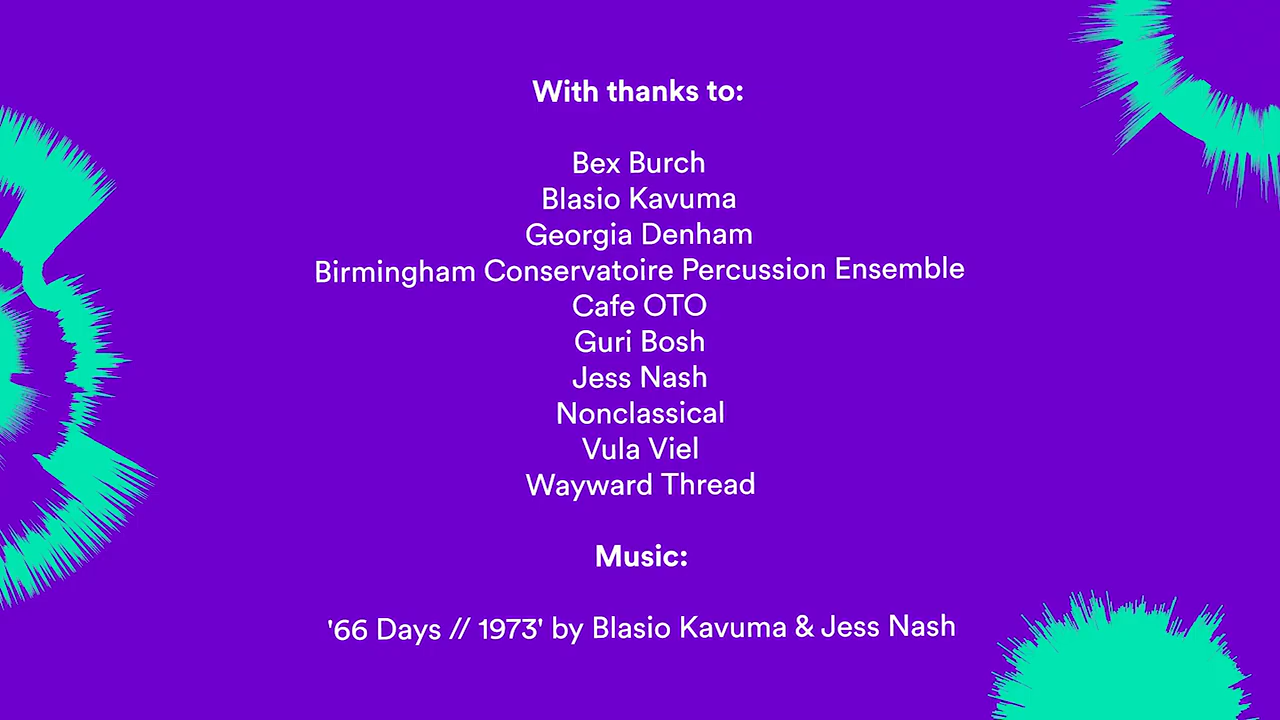 With thanks to:
Bex Burch
Blasio Kavuma
Georgia Denham
Birmingham Conservatoire Percussion Ensemble
Cafe OTO
Guri Bosh
Jess Nash
Nonclassical
Vula Viel
Wayward Thread
Music:
'66 Days // 1973' by Blasio Kavuma & Jess Nash